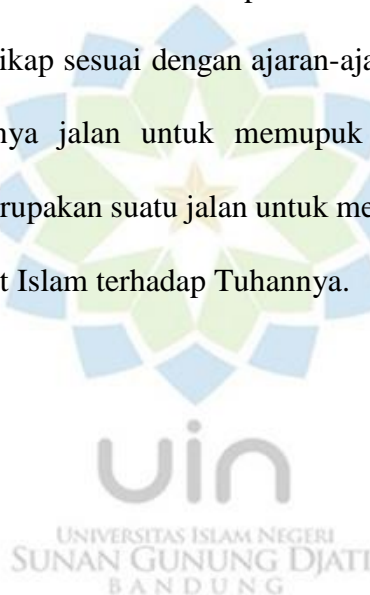 ikap sesuai dengan ajaran-aja
nya jalan untuk memupuk
rupakan suatu jalan untuk me
t Islam terhadap Tuhannya.
uin
UNIVERSITAS ISLAM NEGERI
SUNAN GUNUNG DJATI
BANDUNG